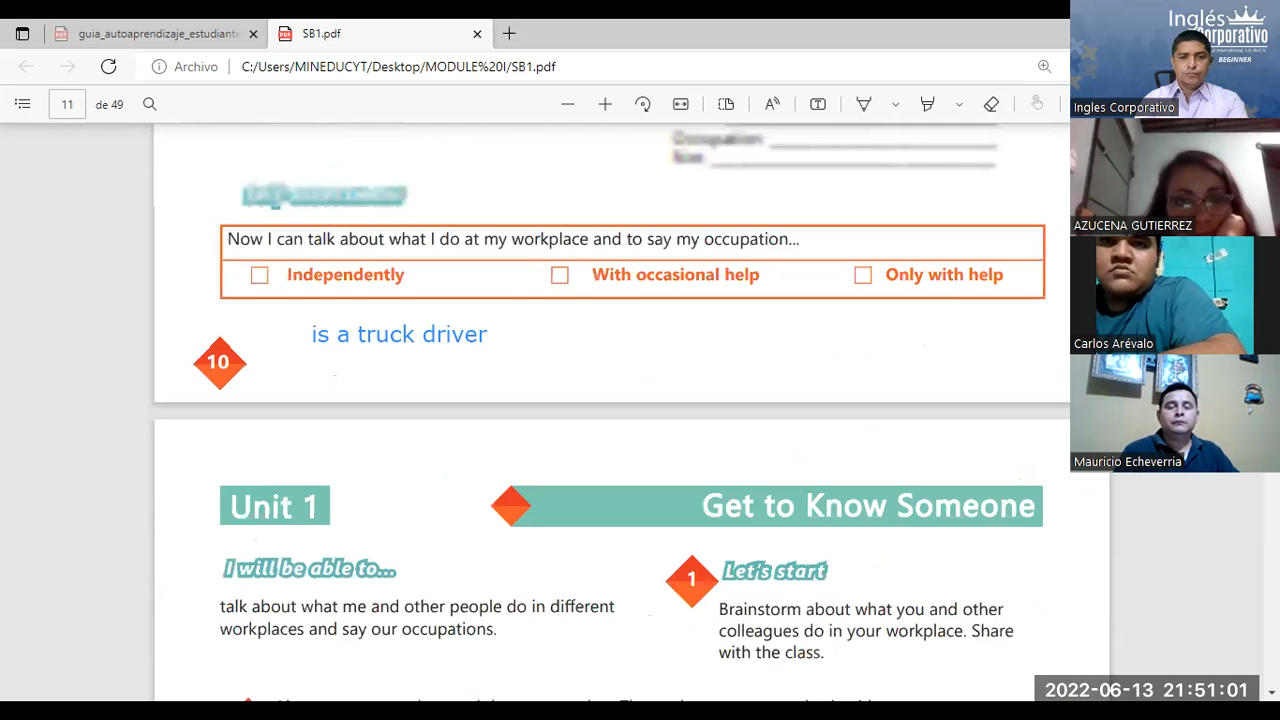 guia_autoaprendizaje_estudiante
SB1.pdf
Archivo
C:/Users/MINEDUCYT/Desktop/MODULE%20I/SB1.pdf
11 de 49
Now I can talk about what I do at my workplace and to say my occupation...
Independently
With occasional help
Only with help
is a truck driver
10
Unit 1
Get to Know Someone
I will be able to...
talk about what me and other people do in different
workplaces and say our occupations.
1
Let's start
Brainstorm about what you and other
colleagues do in your workplace. Share
with the class.
Inglés
Corporativo
BEGINNER
Ingles Corporativo
AZUCENA GUTIERREZ
Carlos Arévalo
Mauricio Echeverria
2022-06-13 21:51:01